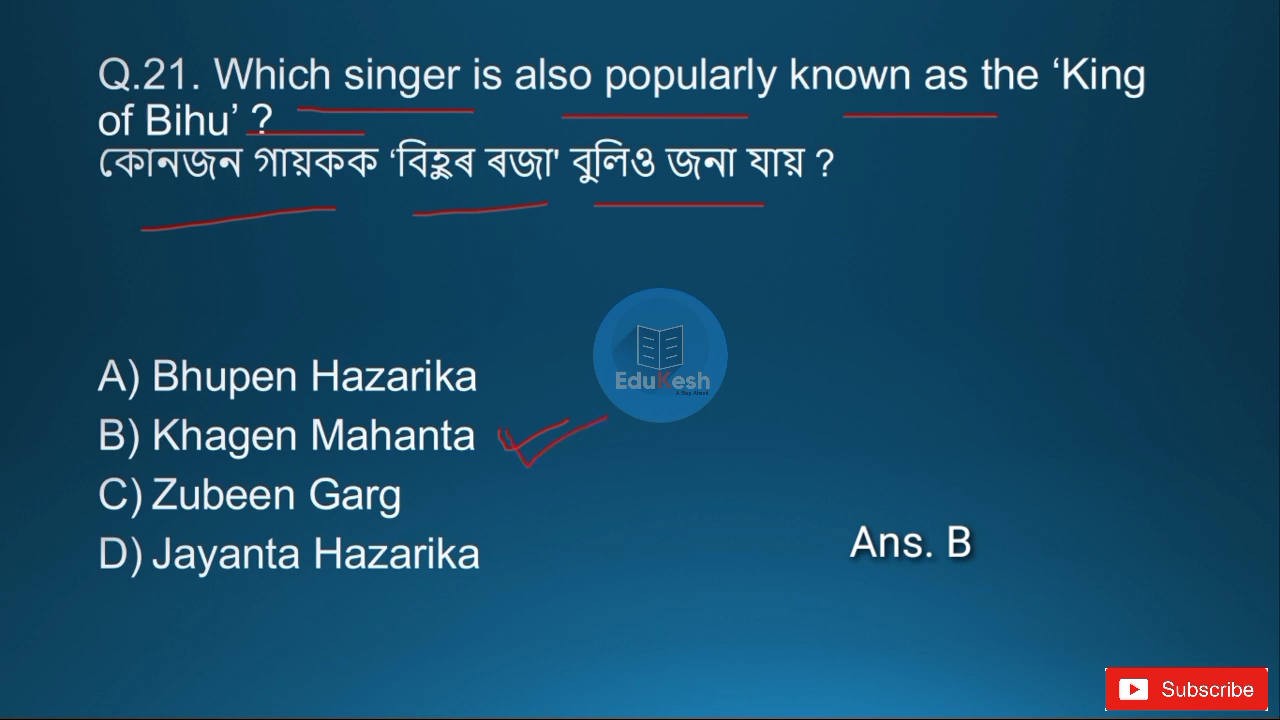 Q.21. Which singer is also popularly known as the ‘King
of Bihu’ ?
কোনজন গায়কক ‘বিহুৰ ৰজা' বুলিও জনা যায় ?
EduKesh
A) Bhupen Hazarika
B) Khagen Mahanta
C) Zubeen Garg
D) Jayanta Hazarika
Ans. B
Subscribe